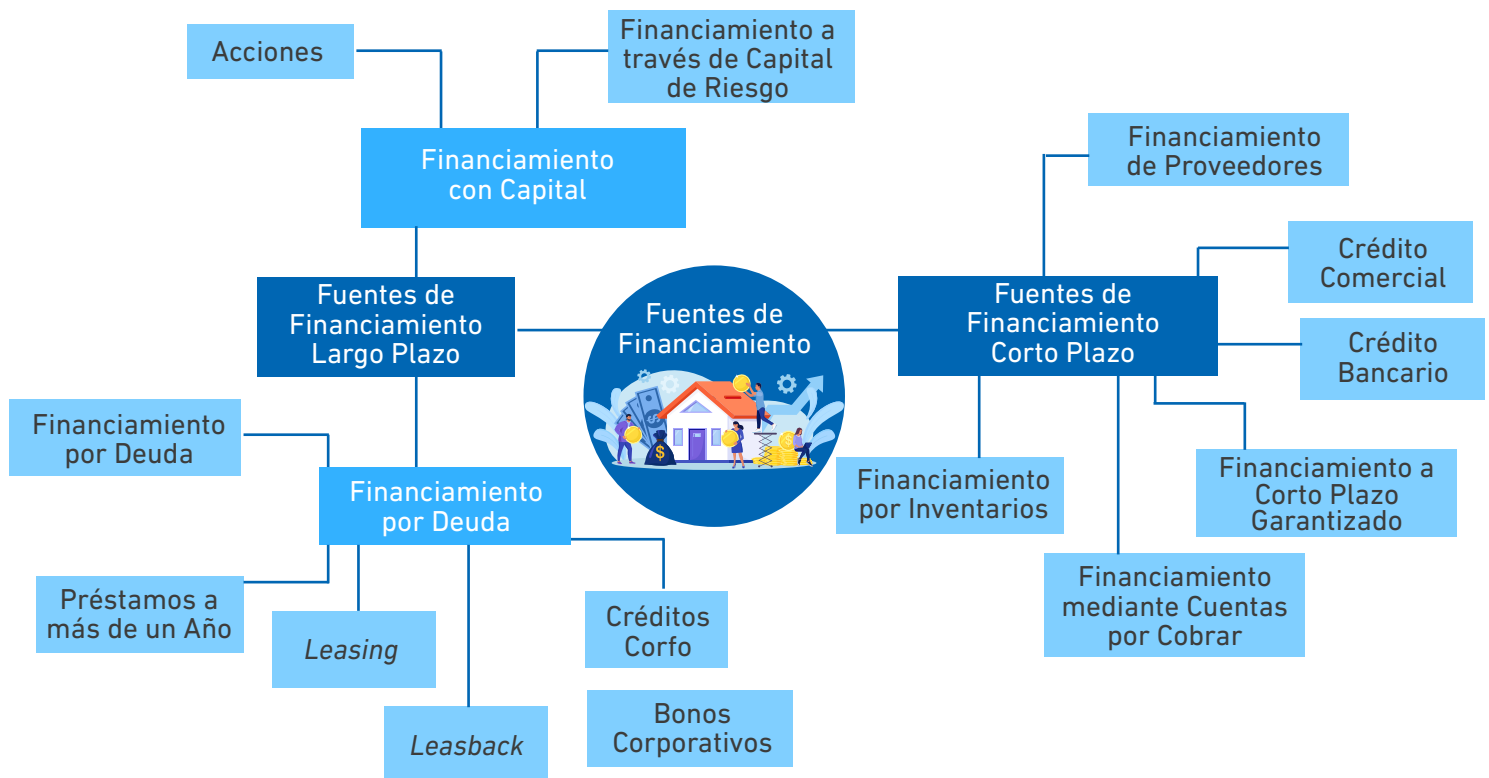 Acciones
Financiamiento a
través de Capital
de Riesgo
Financiamiento
con Capital
Fuentes de
Financiamiento
Largo Plazo
Financiamiento
por Deuda
Financiamiento
por Deuda
Préstamos a
más de un Año
Leasing
Leasback
Créditos
Corfo
Bonos
Corporativos
Fuentes de
Financiamiento
$
$
Financiamiento
de Proveedores
Crédito
Comercial
Fuentes de
Financiamiento
Corto Plazo
Crédito
Bancario
Financiamiento
por Inventarios
Financiamiento a
Corto Plazo
Garantizado
Financiamiento
mediante Cuentas
por Cobrar